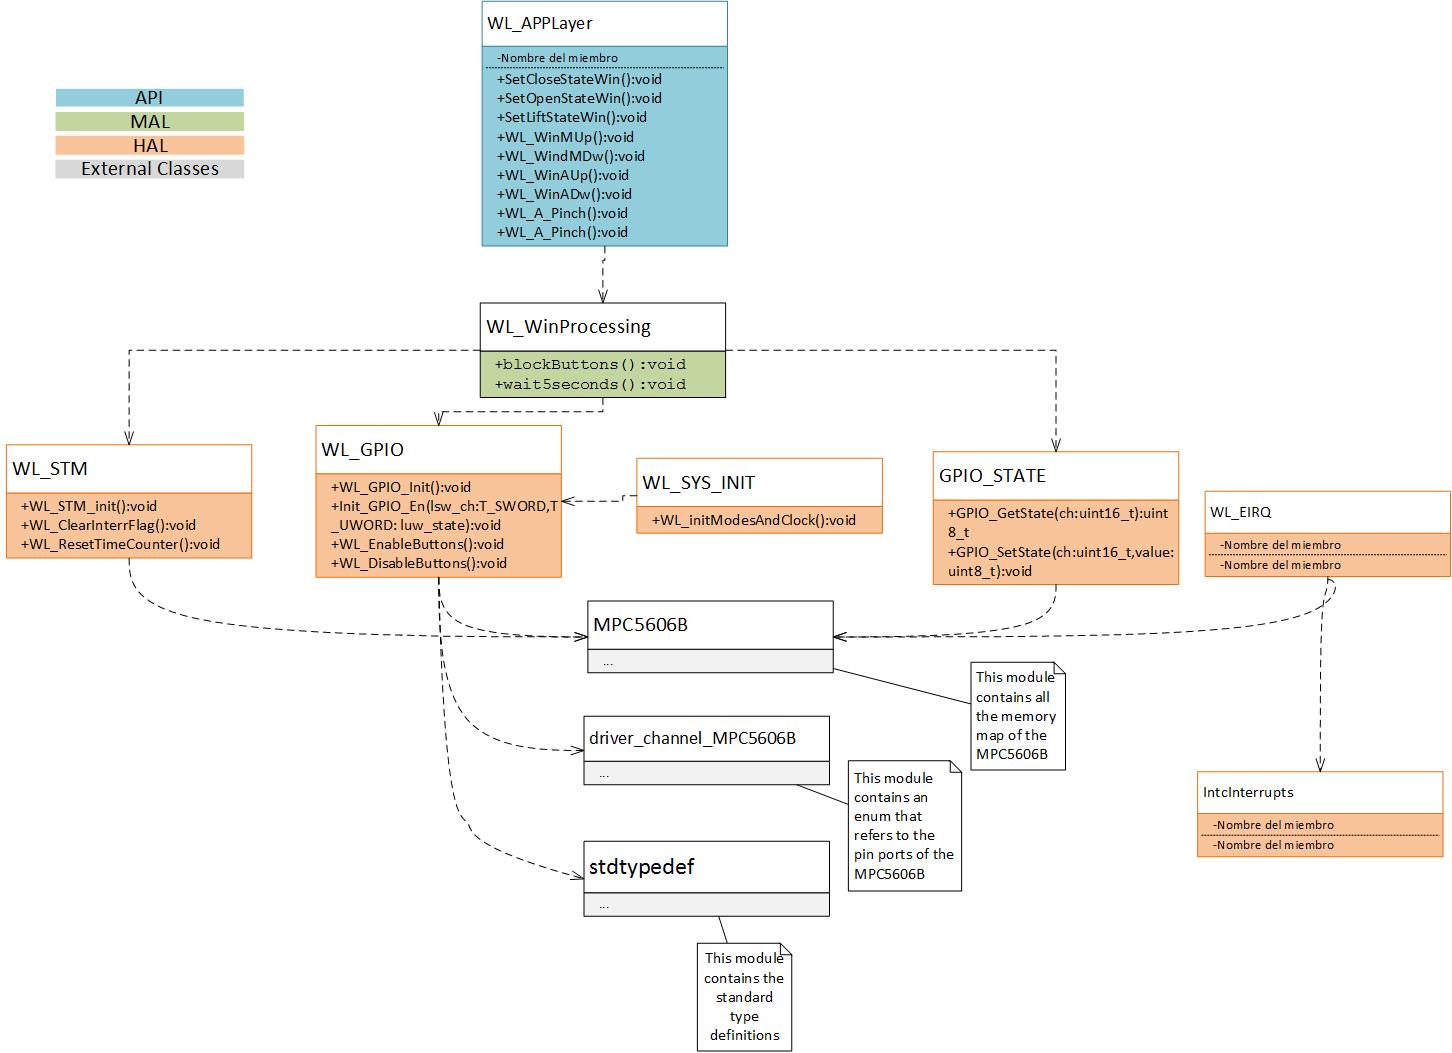 WL_APPLayer
-Nombre del miembro
+SetCloseStateWin():void
+SetOpenStateWin():void
+SetLiftStateWin():void
+WL_WinMUp():void
+WL_WindMDw():void
+WL_WinAUp():void
+WL_WinADw():void
+WL_A_Pinch():void
+WL_A_Pinch():void
API
MAL
HAL
External Classes
WL_WinProcessing
+blockButtons():void
+wait5seconds():void
WL_STM
+WL_STM_init():void
+WL_ClearInterrFlag():void
+WL_ResetTimeCounter():void
WL_GPIO
+WL_GPIO_Init():void
+Init_GPIO_En(lsw_ch:T_SWORD,T
_UWORD: luw_state):void
+WL_EnableButtons():void
+WL_DisableButtons():void
WL_SYS_INIT
+WL_initModesAndClock():void
GPIO_STATE
+GPIO_GetState(ch:uint16_t):uint
8_t
+GPIO_SetState(ch:uint16_t,value:
uint8_t):void
WL_EIRQ
-Nombre del miembro
-Nombre del miembro
MPC5606B
...
This module
contains all
the memory
map of the
MPC5606B
driver_channel_MPC5606B
...
This module
contains an
enum that
refers to the
pin ports of the
MPC5606B
IntcInterrupts
-Nombre del miembro
-Nombre del miembro
stdtypedef
...
This module
contains the
standard
type
definitions